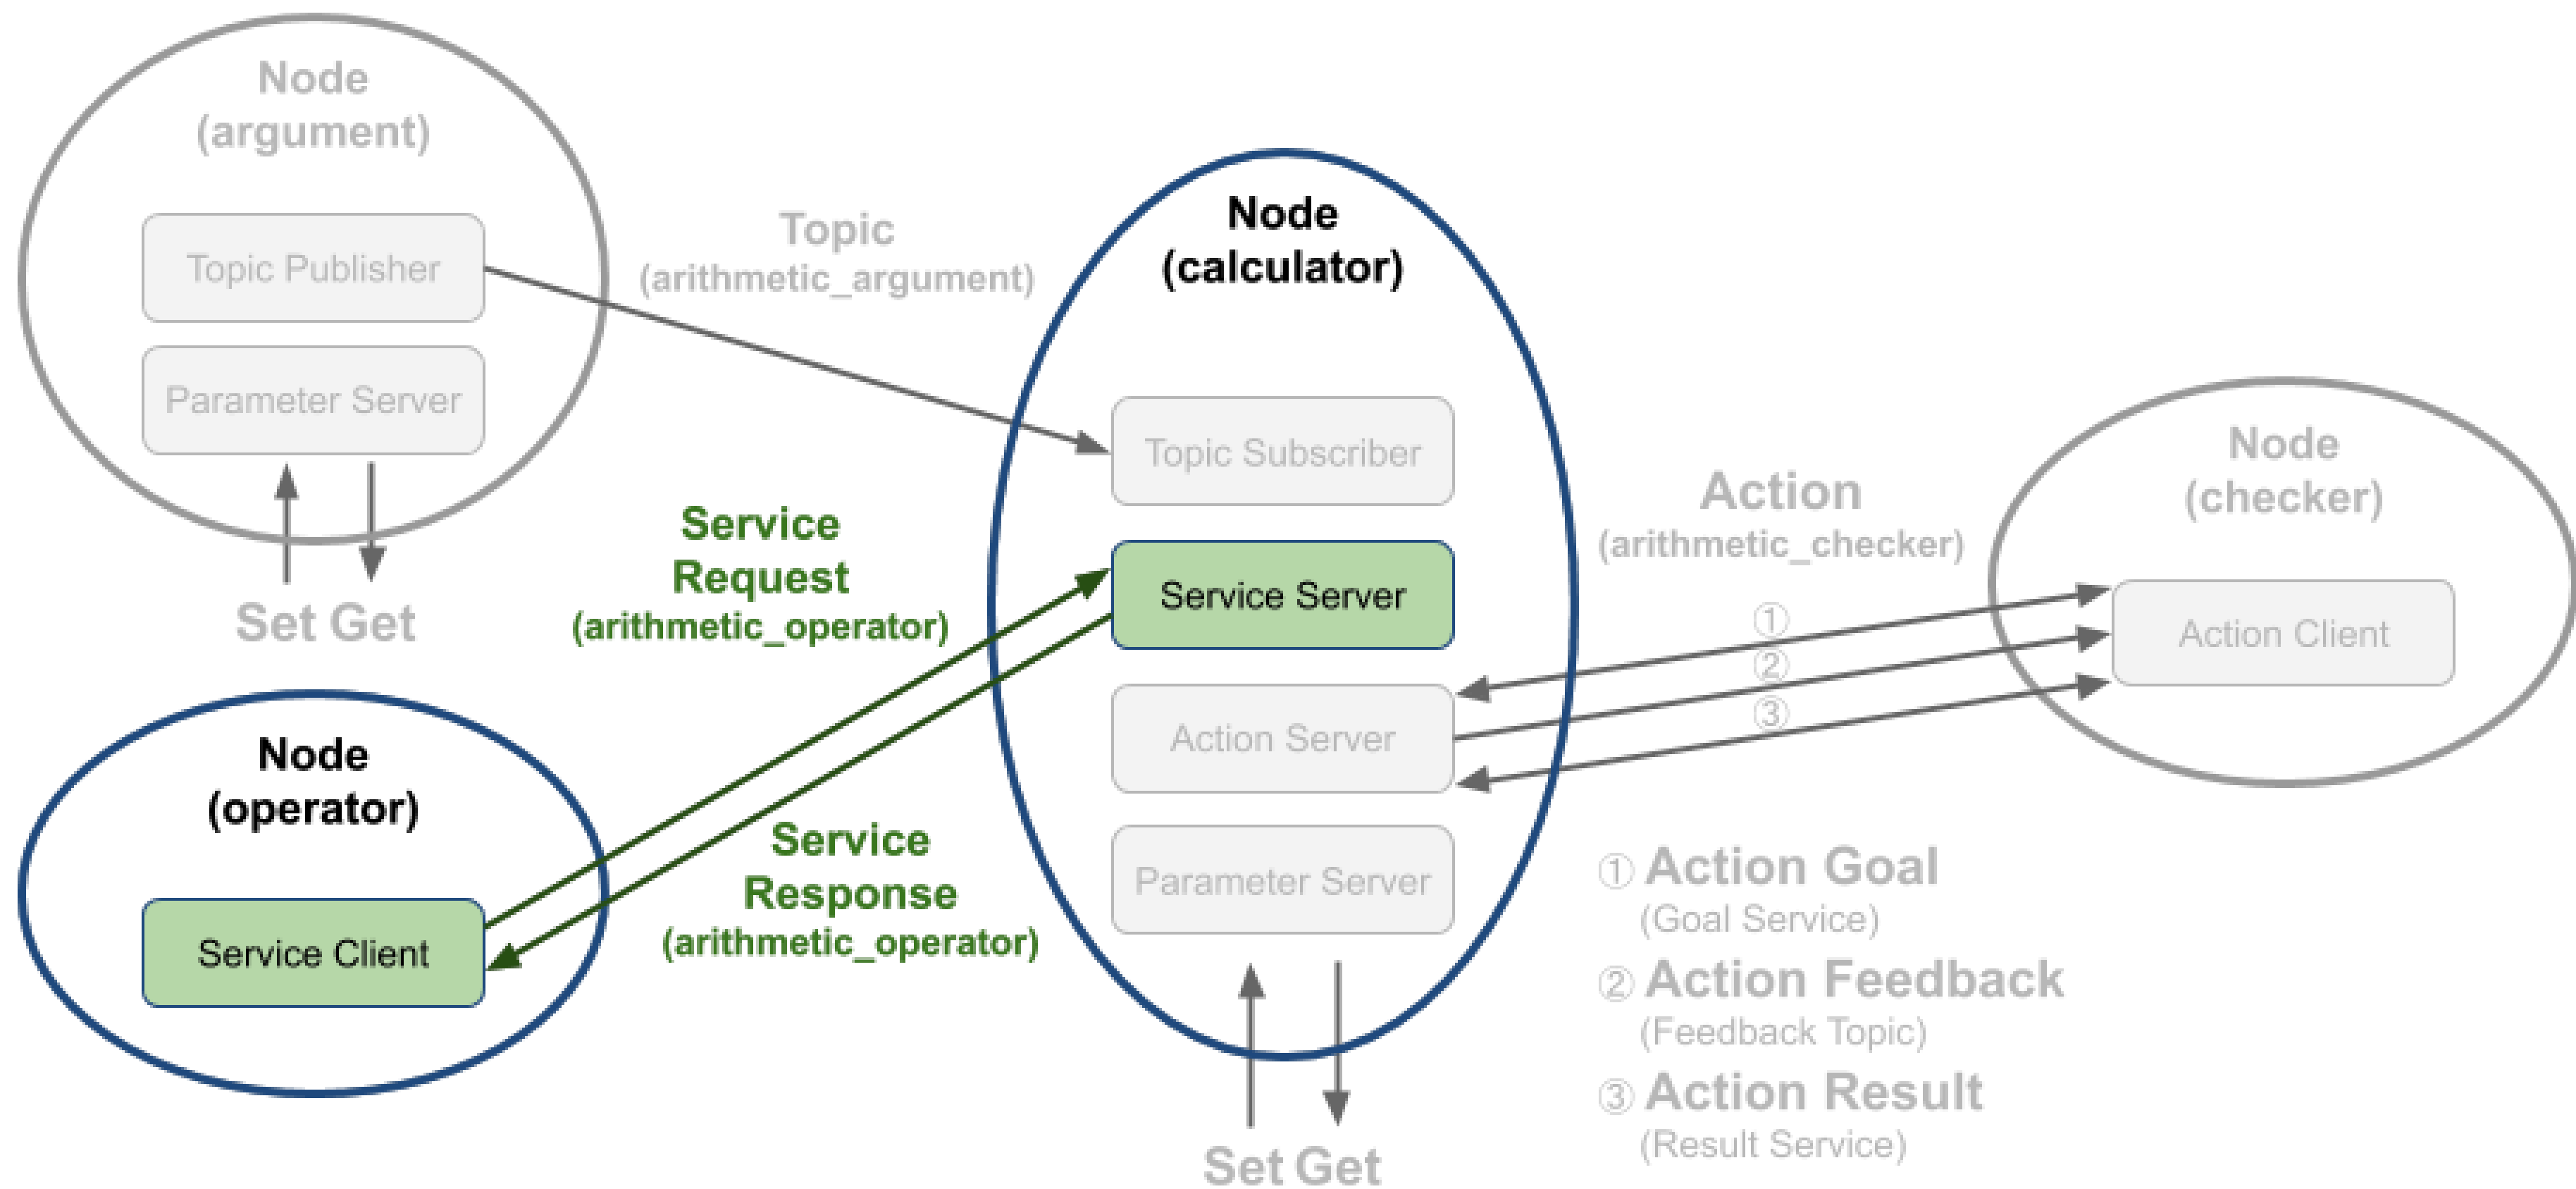 Node
(argument)
Topic Publisher
Parameter Server
Set Get
Topic
(arithmetic_argument)
Node
(calculator)
Topic Subscriber
Service Server
Action Server
Parameter Server
Set Get
Service
Request
(arithmetic_operator)
Node
(operator)
Service Client
Service
Response
(arithmetic_operator)
Action
(arithmetic_checker)
①
②
③
Node
(checker)
Action Client
① Action Goal
(Goal Service)
② Action Feedback
(Feedback Topic)
③ Action Result
(Result Service)